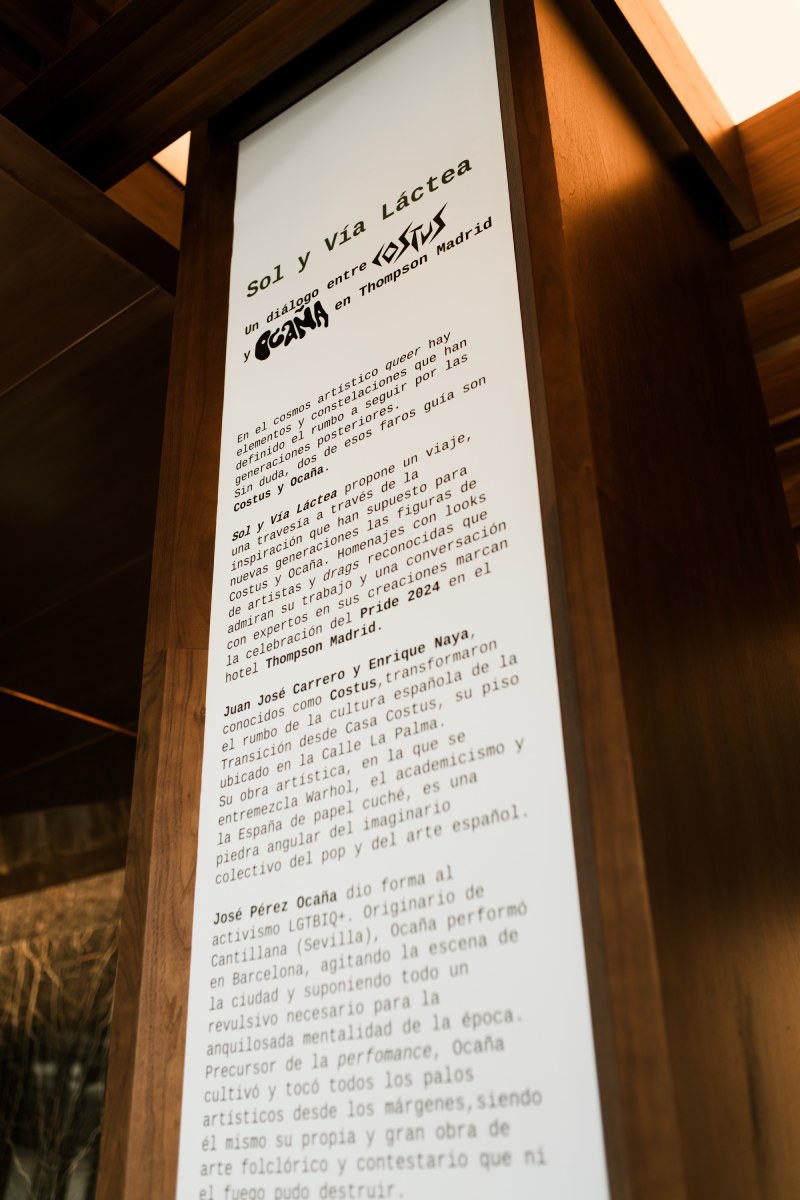 Sol y Vía Láctea
Un diálogo entre COSTUS
y OCAÑA en Thompson Madrid
En el cosmos artístico queer hay
elementos y constelaciones que han
definido el rumbo a seguir por las
generaciones posteriores.
Sin duda, dos de esos faros guía son
Costus y Ocaña.
Sol y Vía Láctea propone un viaje,
una travesía a través de la
inspiración que han supuesto para
nuevas generaciones las figuras de
Costus y Ocaña. Homenajes con looks
de artistas y drags reconocidas que
admiran su trabajo y una conversación
con expertos en sus creaciones marcan
la celebración del Pride 2024 en el
hotel Thompson Madrid.
Juan José Carrero y Enrique Naya,
conocidos como Costus,transformaron
el rumbo de la cultura española de la
Transición desde Casa Costus, su piso
ubicado en la Calle La Palma.
Su obra artística, en la que se
entremezcla Warhol, el academicismo y
la España de papel cuché, es una
piedra angular del imaginario
colectivo del pop y del arte español.
José Pérez Ocaña dio forma al
activismo LGTBIQ+. Originario de
Cantillana (Sevilla), Ocaña performó
en Barcelona, agitando la escena de
la ciudad y suponiendo todo un
revulsivo necesario para la
anquilosada mentalidad de la época.
Precursor de la perfomance, Ocaña
cultivó y tocó todos los palos
artísticos desde los márgenes,siendo
él mismo su propia y gran obra de
arte folclórico y contestario que ni
el fuego pudo destruir.